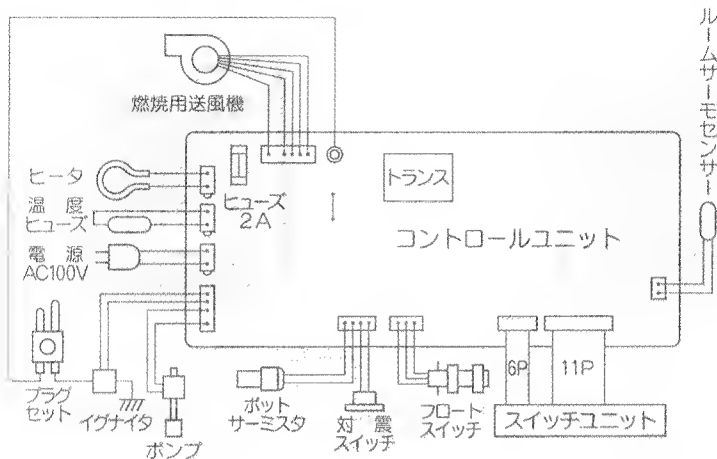 燃焼用送風機
ルームサーモセンサー
ヒータ
ヒューズ
2A
トランス
温度
ヒューズ
コントロールユニット
電源
AC100V
6P
11P
プラグ
セット
イグナイタ
ポンプ
ポット
サーミスタ
対震
スイッチ
フロート
スイッチ
スイッチユニット